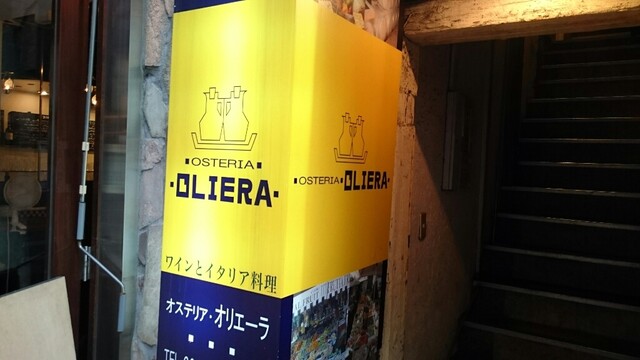 ▪OSTERIA▪
·OLIERA·
▪OSTERIA▪OLIERA·
ワインとイタリア料理
オステリア・オリエーラ
TEL